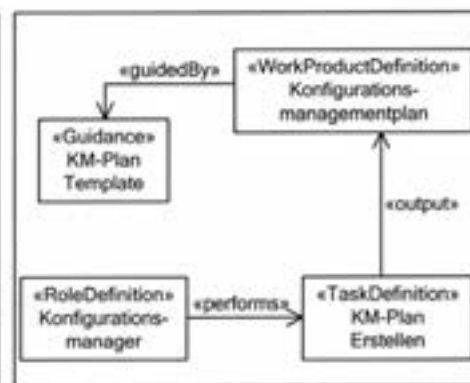 «guidedBy»
«WorkProductDefinition»
Konfigurations-
managementplan
«Guidance»
KM-Plan
Template
«output»
«RoleDefinition»
Konfigurations-
manager
«performs»
«TaskDefinition»
KM-Plan
Erstellen